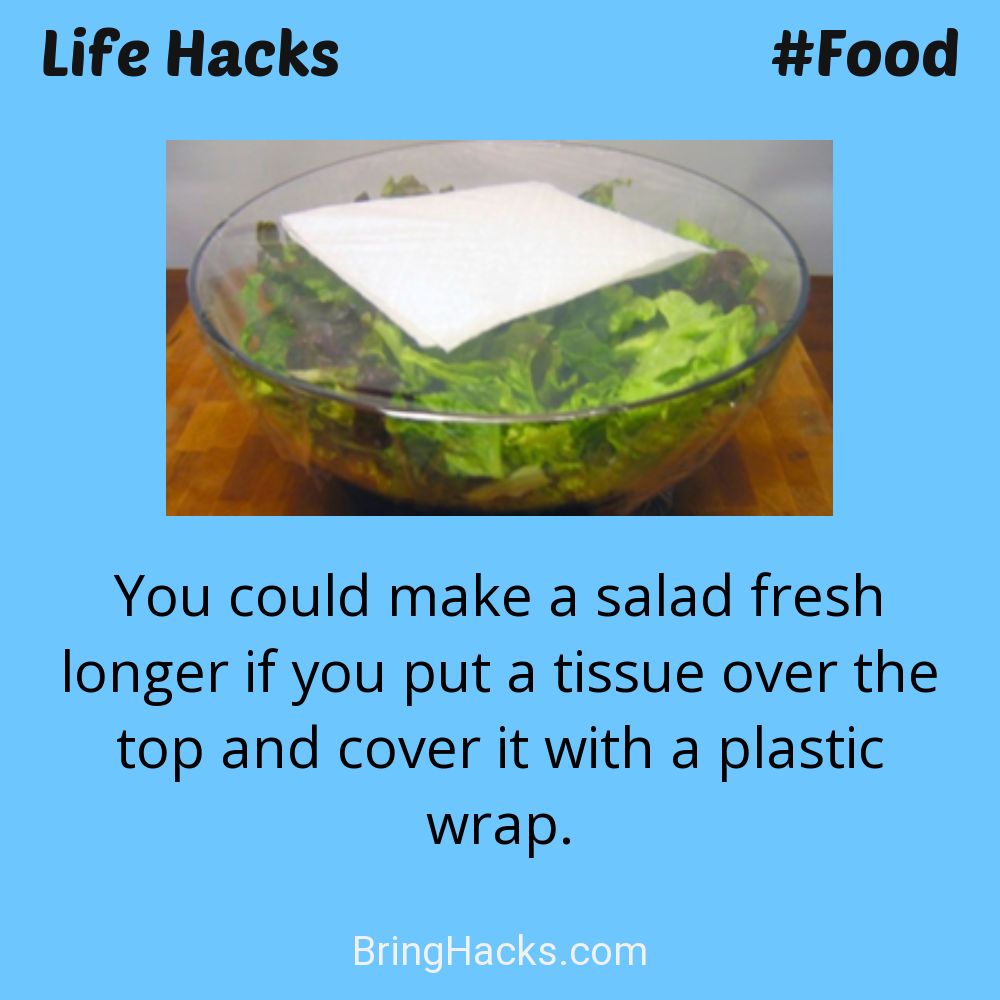 Life Hacks #Food
You could make a salad fresh
longer if you put a tissue over the
top and cover it with a plastic
wrap.
BringHacks.com